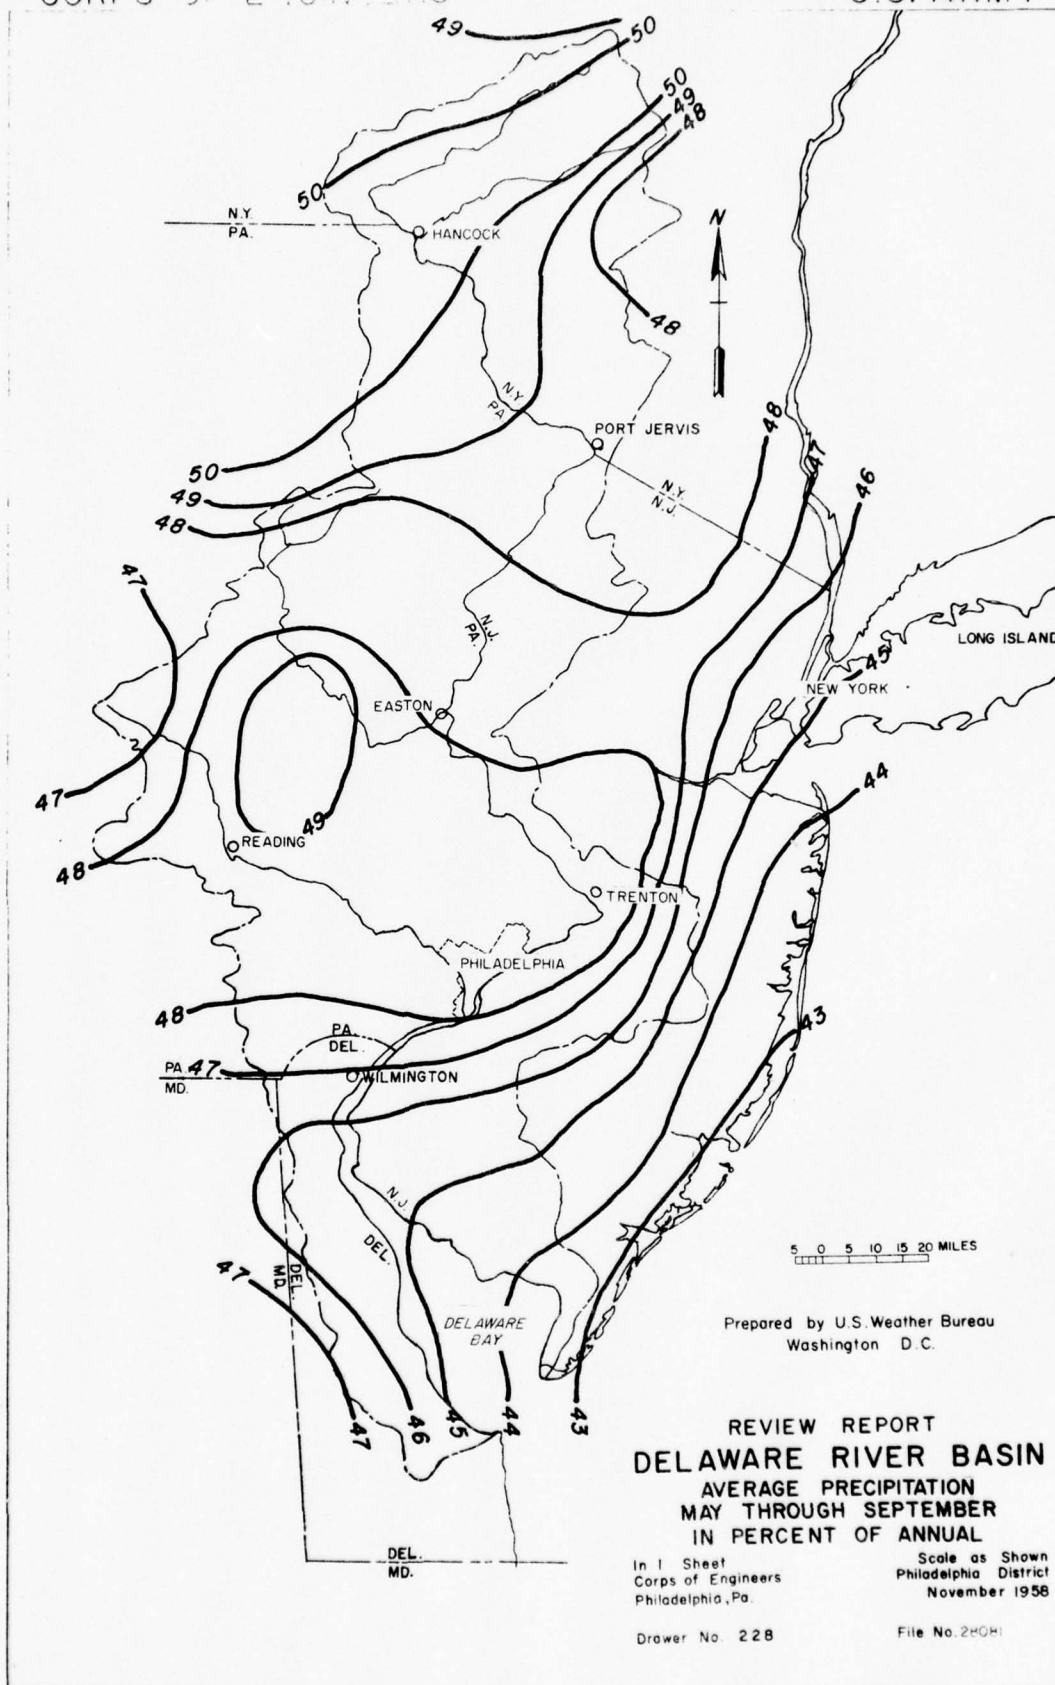 49
50
50
49
48
50
N.Y.
PA.
HANCOCK
N
48
N.Y.
PA
PORT JERVIS
48
47
46
50
49
48
N.Y.
N.J.
47
N.J.
PA.
LONG ISLAND
45
NEW YORK
EASTON
44
47
49
READING
48
TRENTON
PHILADELPHIA
48
43
PA.
DEL.
PA.
MD.
47
WILMINGTON
N.J.
DEL.
47
DEL.
MD.
5 0 5 10 15 20 MILES
DELAWARE
BAY
Prepared by U.S. Weather Bureau
Washington D.C.
47
46
45
44
43
REVIEW REPORT
DELAWARE RIVER BASIN
AVERAGE PRECIPITATION
MAY THROUGH SEPTEMBER
IN PERCENT OF ANNUAL
DEL.
MD.
In 1 Sheet
Corps of Engineers
Philadelphia, Pa.
Scale as Shown
Philadelphia District
November 1958
Drawer No. 228
File No.